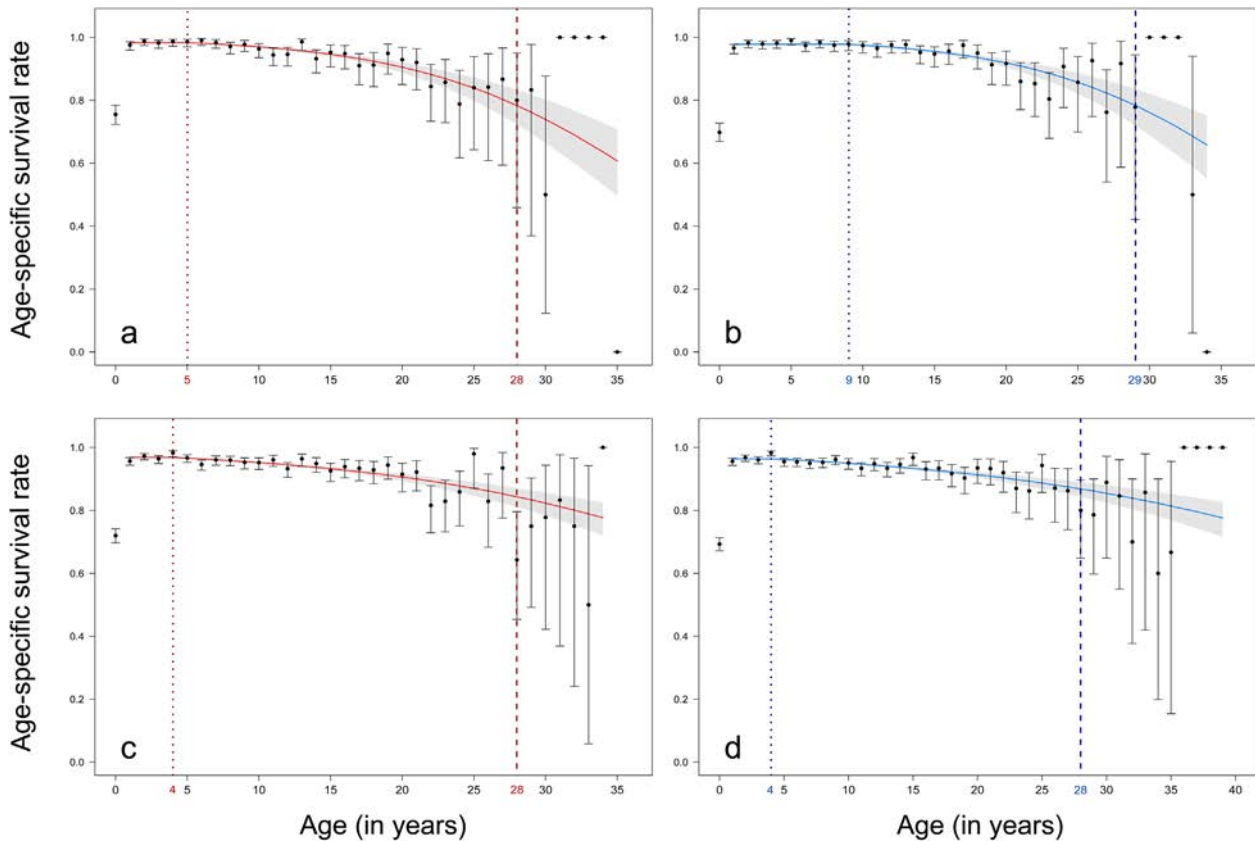 Age-specific survival rate
1.0
0.8
0.6
0.4
0.2
0.0
a
0 5 10 15 20 25 28 30 35
1.0
0.8
0.6
0.4
0.2
0.0
b
0 5 9 10 15 20 25 29 30 35
Age-specific survival rate
1.0
0.8
0.6
0.4
0.2
0.0
c
0 4 5 10 15 20 25 28 30 35
1.0
0.8
0.6
0.4
0.2
0.0
d
0 4 5 10 15 20 25 28 30 35 40
Age (in years)
Age (in years)